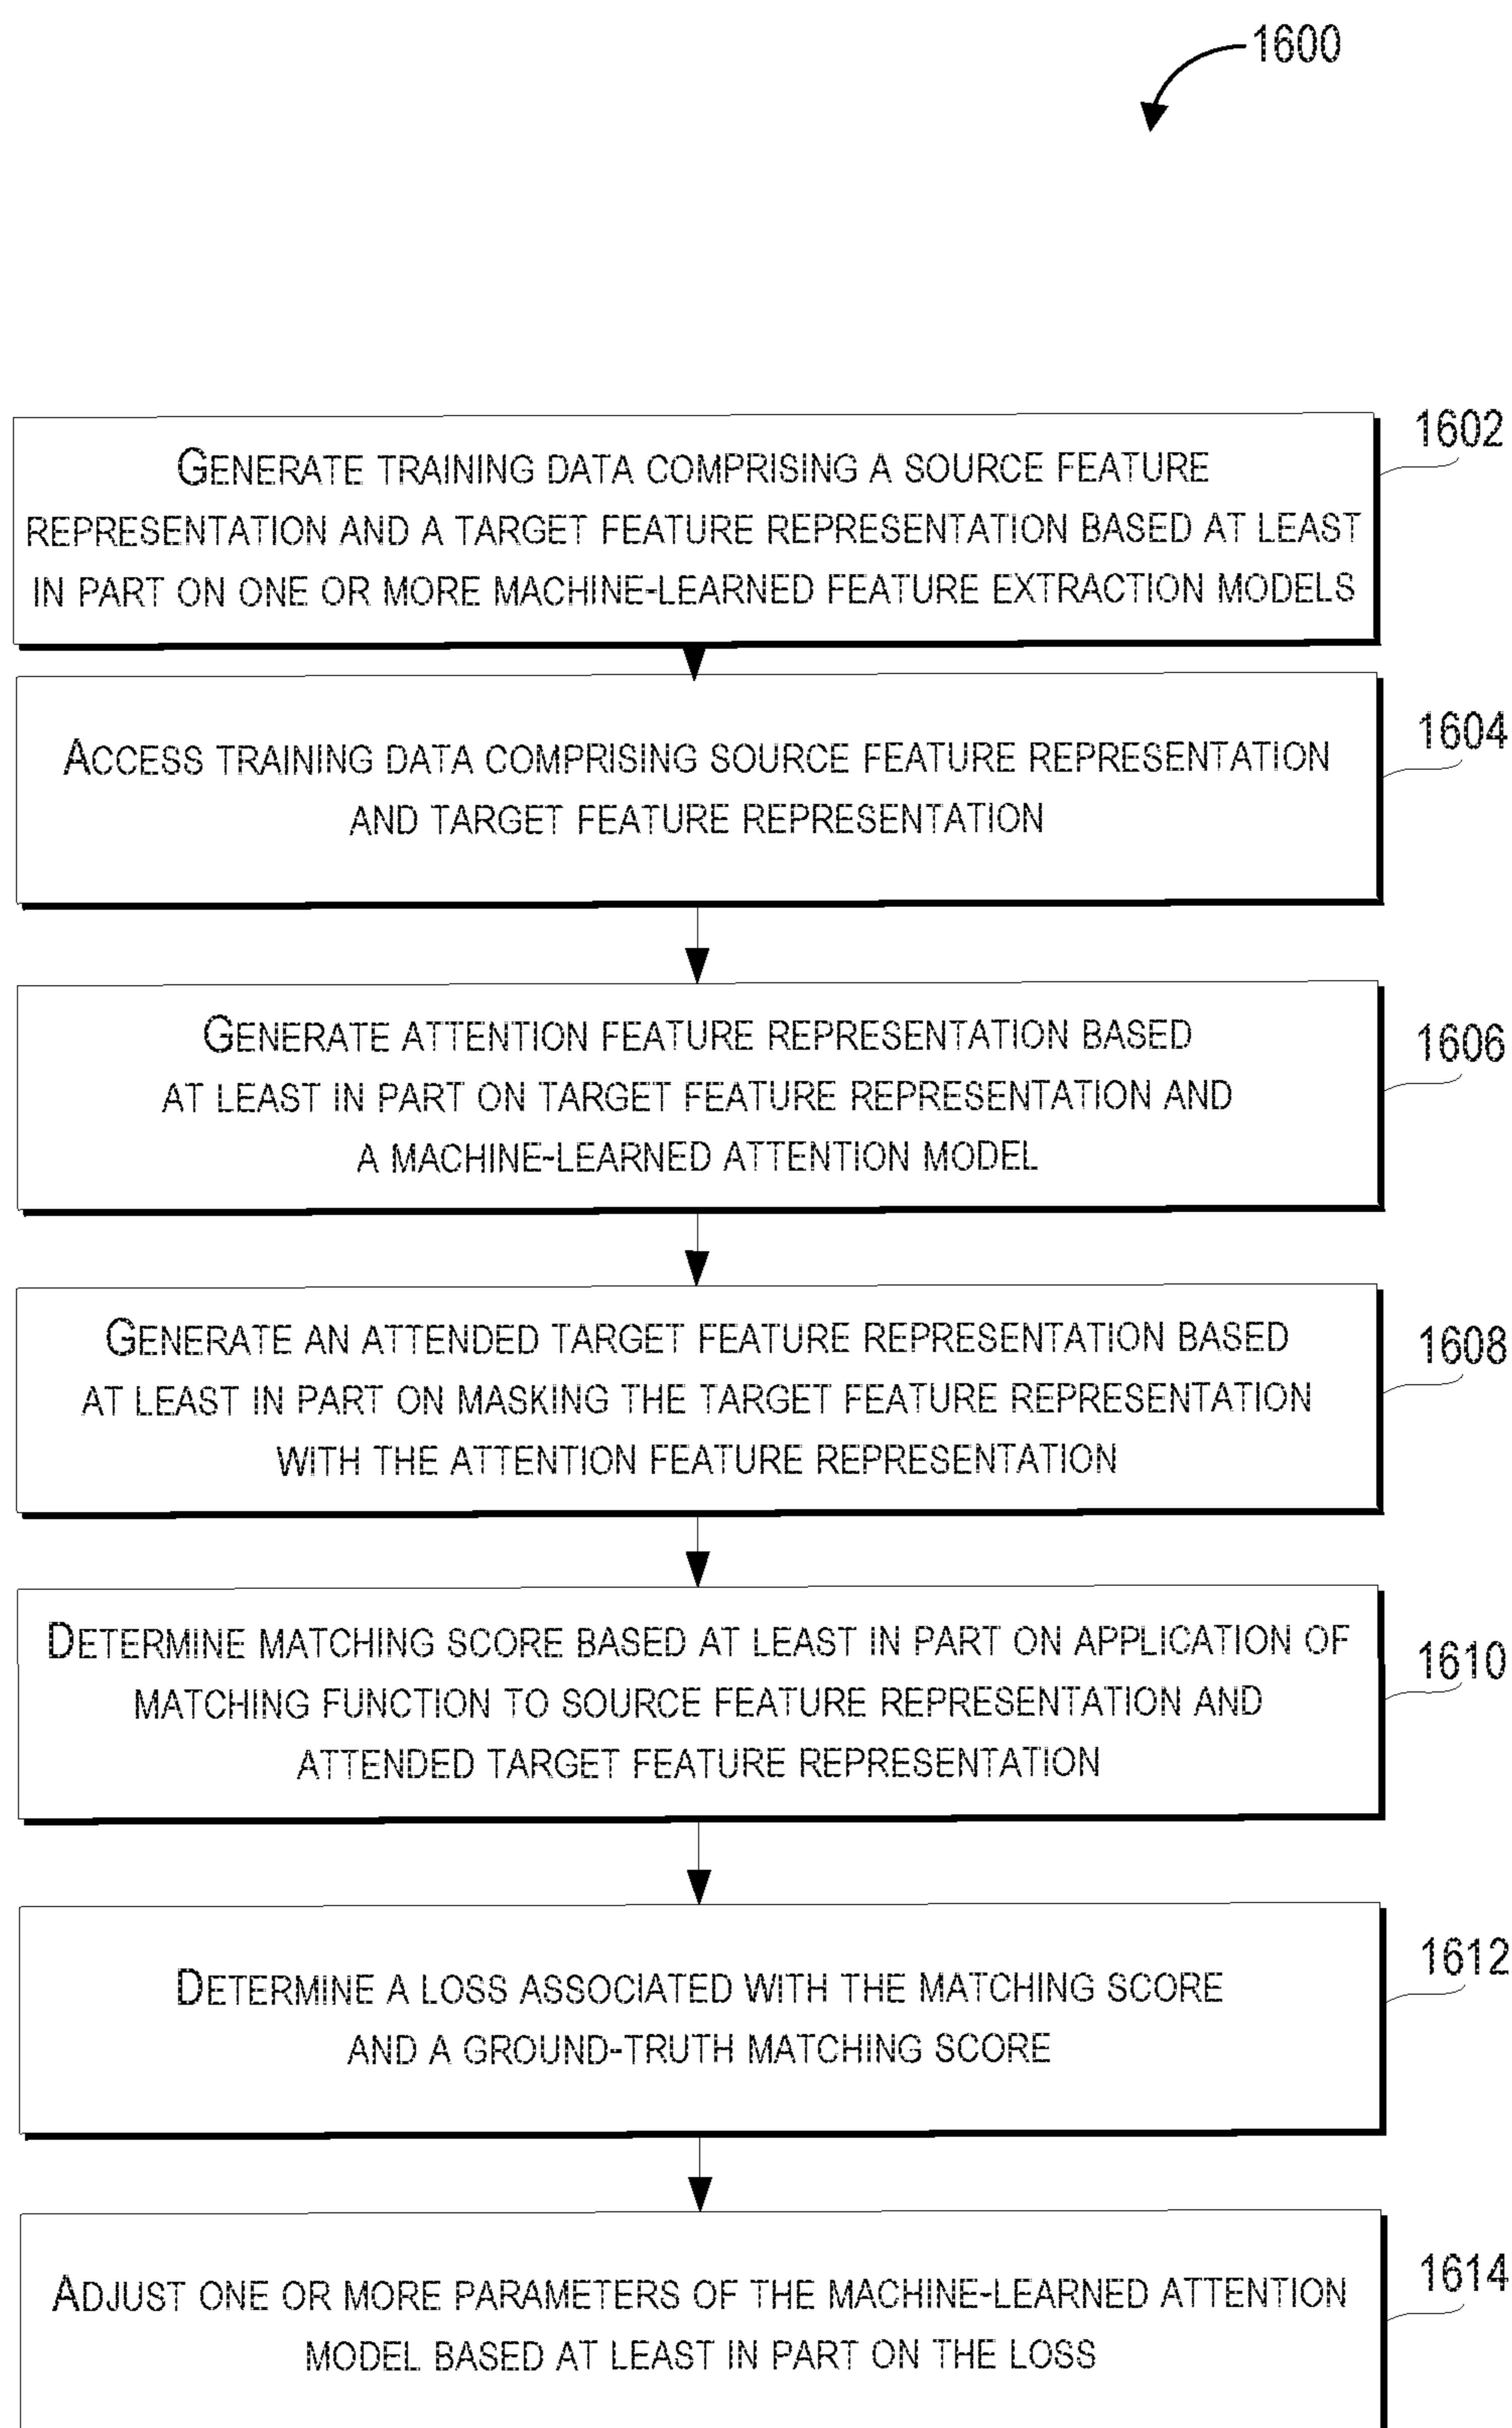 1600
1602
GENERATE TRAINING DATA COMPRISING A SOURCE FEATURE
REPRESENTATION AND A TARGET FEATURE REPRESENTATION BASED AT LEAST
IN PART ON ONE OR MORE MACHINE-LEARNED FEATURE EXTRACTION MODELS
1604
ACCESS TRAINING DATA COMPRISING SOURCE FEATURE REPRESENTATION
AND TARGET FEATURE REPRESENTATION
1606
GENERATE ATTENTION FEATURE REPRESENTATION BASED
AT LEAST IN PART ON TARGET FEATURE REPRESENTATION AND
A MACHINE-LEARNED ATTENTION MODEL
1608
GENERATE AN ATTENDED TARGET FEATURE REPRESENTATION BASED
AT LEAST IN PART ON MASKING THE TARGET FEATURE REPRESENTATION
WITH THE ATTENTION FEATURE REPRESENTATION
1610
DETERMINE MATCHING SCORE BASED AT LEAST IN PART ON APPLICATION OF
MATCHING FUNCTION TO SOURCE FEATURE REPRESENTATION AND
ATTENDED TARGET FEATURE REPRESENTATION
1612
DETERMINE A LOSS ASSOCIATED WITH THE MATCHING SCORE
AND A GROUND-TRUTH MATCHING SCORE
1614
ADJUST ONE OR MORE PARAMETERS OF THE MACHINE-LEARNED ATTENTION
MODEL BASED AT LEAST IN PART ON THE LOSS